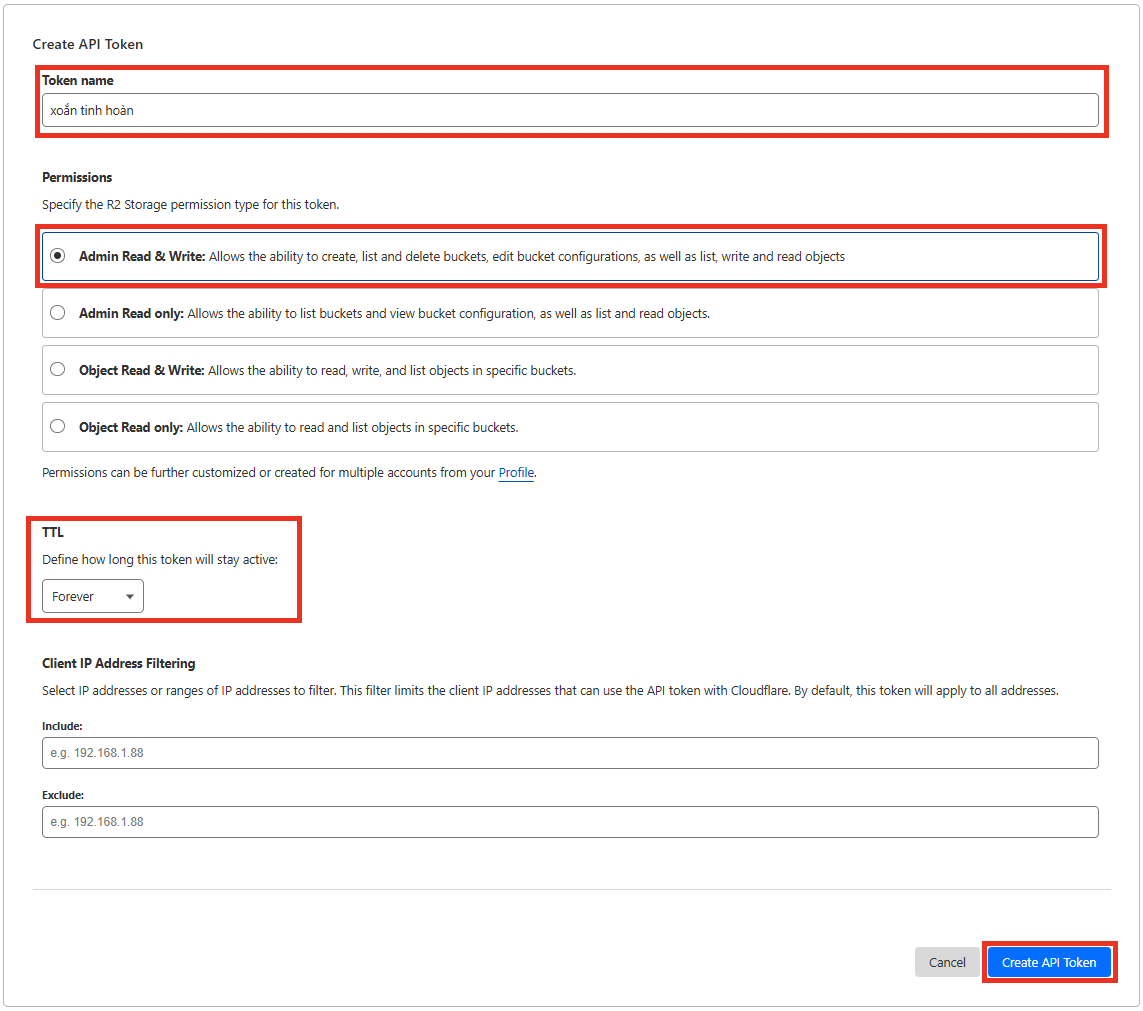 Create API Token
Token name
xoắn tinh hoàn
Permissions
Specify the R2 Storage permission type for this token.
Admin Read & Write: Allows the ability to create, list and delete buckets, edit bucket configurations, as well as list, write and read objects
Admin Read only: Allows the ability to list buckets and view bucket configuration, as well as list and read objects.
Object Read & Write: Allows the ability to read, write, and list objects in specific buckets.
Object Read only: Allows the ability to read and list objects in specific buckets.
Permissions can be further customized or created for multiple accounts from your Profile.
TTL
Define how long this token will stay active:
Forever
Client IP Address Filtering
Select IP addresses or ranges of IP addresses to filter. This filter limits the client IP addresses that can use the API token with Cloudflare. By default, this token will apply to all addresses.
Include:
e.g. 192.168.1.88
Exclude:
e.g. 192.168.1.88
Cancel
Create API Token